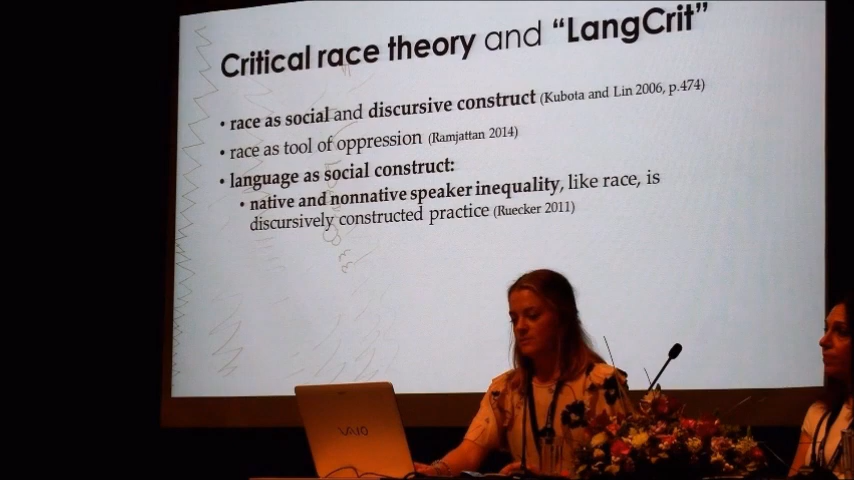 Critical race theory and “LangCrit”
• race as social and discursive construct (Kubota and Lin 2006, p.474)
• race as tool of oppression (Ramjattan 2014)
• language as social construct:
• native and nonnative speaker inequality, like race, is
discursively constructed practice (Ruecker 2011)
VAIO